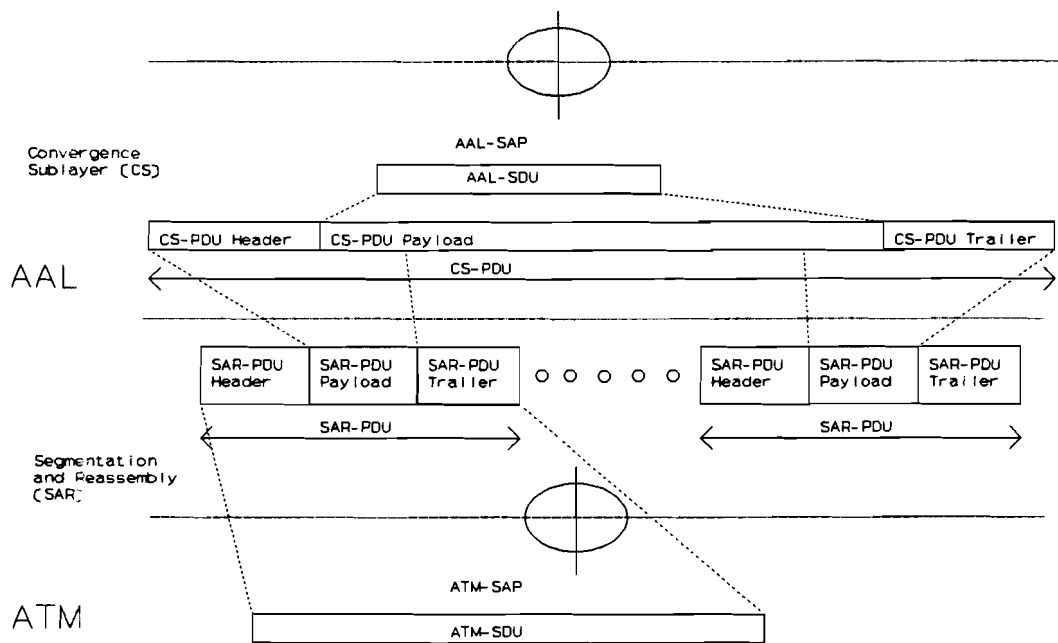 AAL-SAP
Convergence
Sublayer (CS)
AAL-SDU
CS-PDU Header
CS-PDU Payload
CS-PDU Trailer
AAL
CS-PDU
SAR-PDU
Header
SAR-PDU
Payload
SAR-PDU
Trailer
SAR-PDU
Header
SAR-PDU
Payload
SAR-PDU
Trailer
SAR-PDU
SAR-PDU
Segmentation
and Reassembly
(SAR)
ATM-SAP
ATM
ATM-SDU